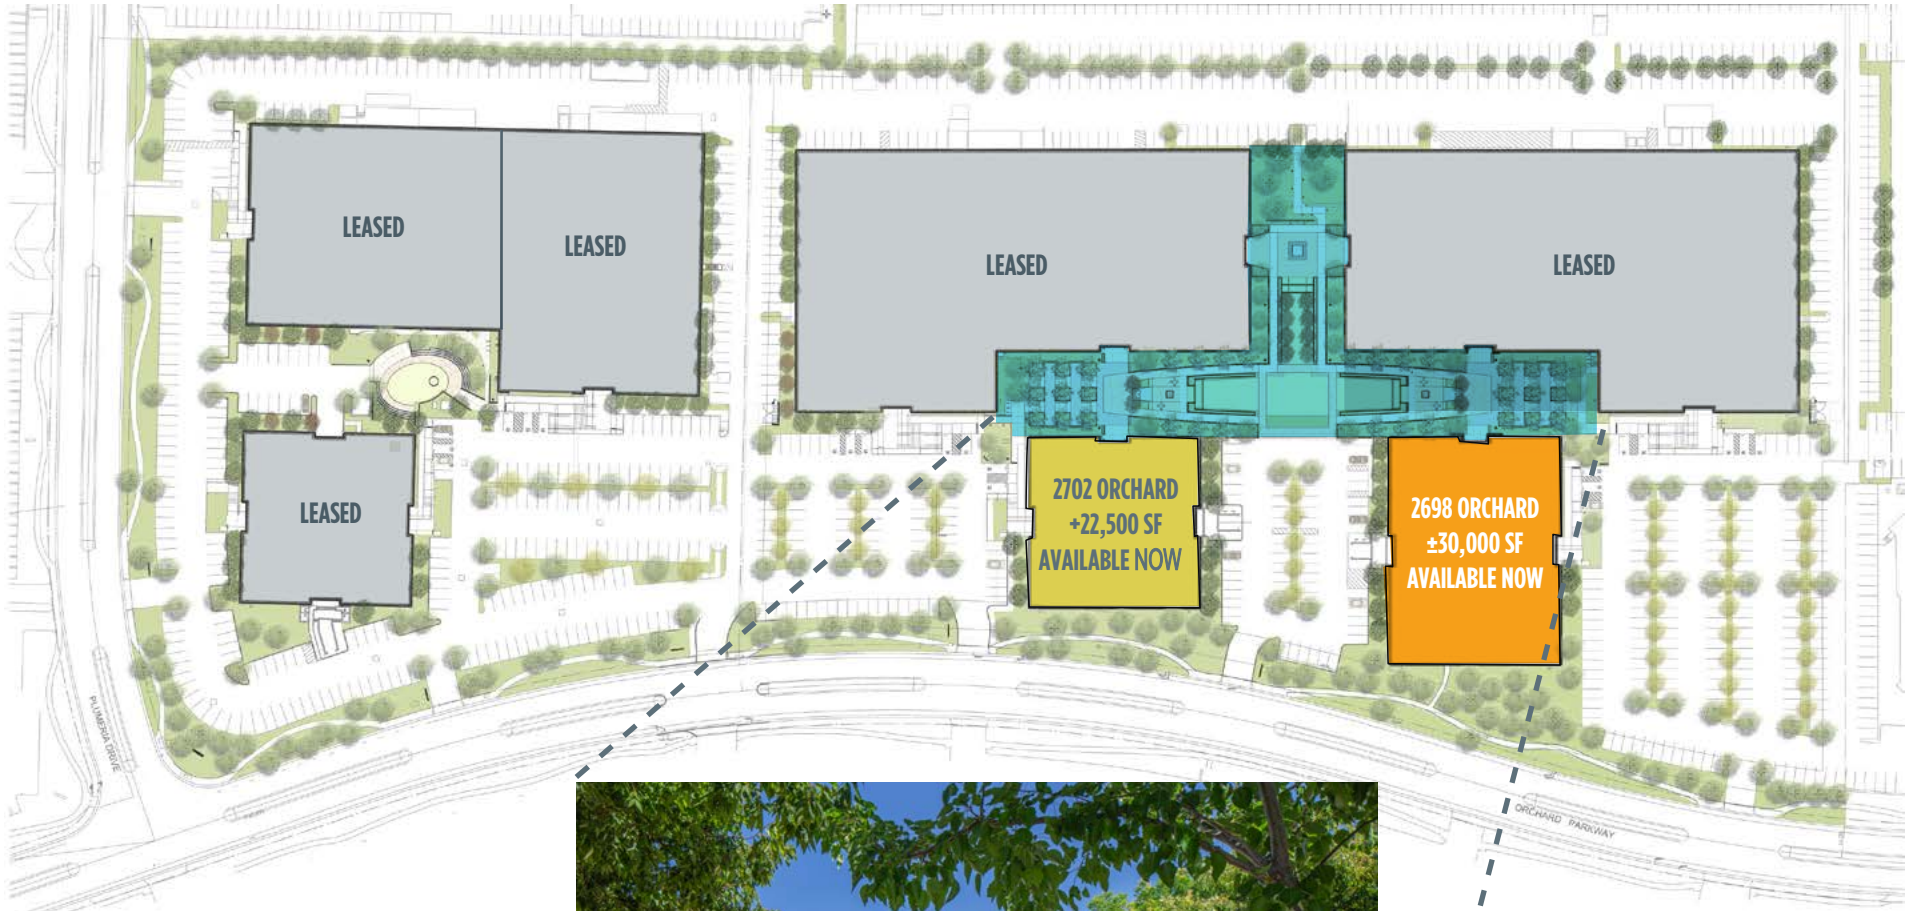 LEASED
LEASED
LEASED
LEASED
LEASED
2702 ORCHARD
+22,500 SF
AVAILABLE NOW
2698 ORCHARD
±30,000 SF
AVAILABLE NOW
PLUMERIA DRIVE
ORCHARD PARKWAY